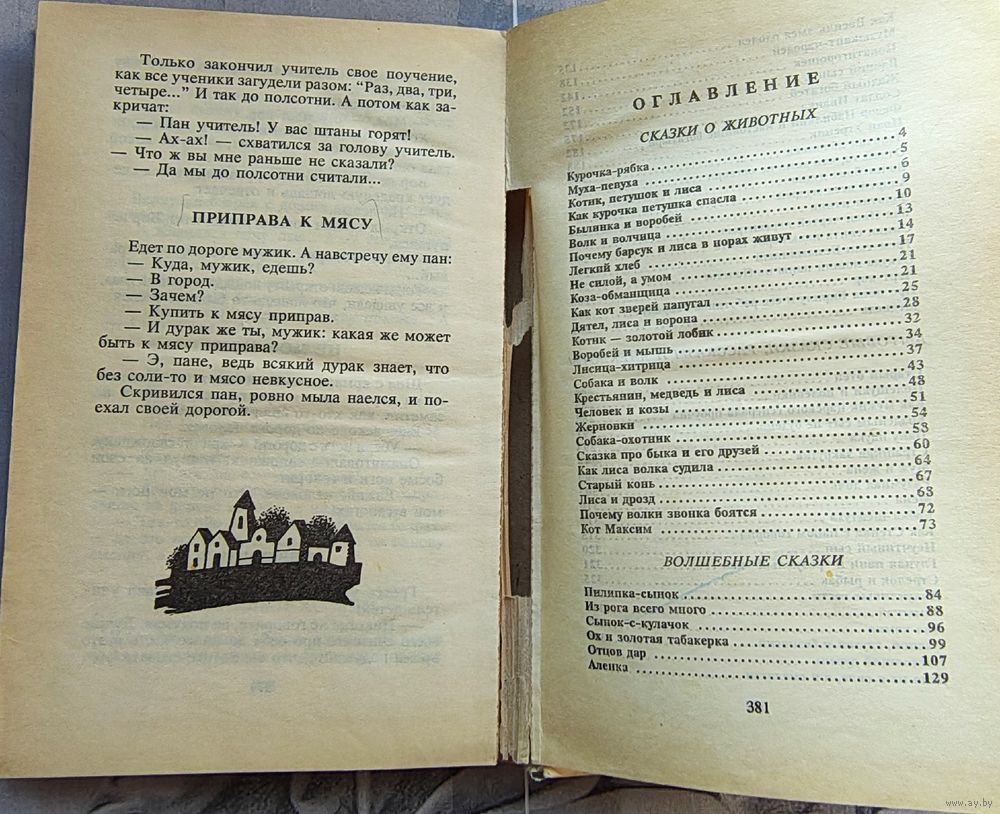 Только закончил учитель свое поучение,
как все ученики загудели разом: “Раз, два, три,
четыре...” И так до полсотни. А потом как за-
кричат:
— Пан учитель! У вас штаны горят!
— Ах-ах! — схватился за голову учитель.
— Что ж вы мне раньше не сказали?
— Да мы до полсотни считали...
ПРИПРАВА К МЯСУ
Едет по дороге мужик. А навстречу ему пан:
— Куда, мужик, едешь?
— В город.
— Зачем?
— Купить к мясу приправ.
— И дурак же ты, мужик: какая же может
быть к мясу приправа?
— Э, пане, ведь всякий дурак знает, что
без соли-то и мясо невкусное.
Скривился пан, ровно мыла наелся, и по-
ехал своей дорогой.
ОГЛАВЛЕНИЕ
СКАЗКИ О ЖИВОТНЫХ
Курочка-рябка 4
Муха-певуха 5
Котик, петушок и лиса 6
Как курочка петушка спасла 9
Былинка и воробей 10
Волк и волчица 13
Почему барсук и лиса в норах живут 14
Легкий хлеб 17
Не силой, а умом 21
Коза-обманщица 21
Как кот зверей напугал 25
Дятел, лиса и ворона 28
Котик — золотой лобик 32
Воробей и мышь 34
Лисица-хитрица 37
Собака и волк 43
Крестьянин, медведь и лиса 48
Человек и козы 51
Жерновки 54
Собака-охотник 58
Сказка про быка и его друзей 60
Как лиса волка судила 64
Старый конь 67
Лиса и дрозд 68
Почему волки звонка боятся 72
Кот Максим 73
ВОЛШЕБНЫЕ СКАЗКИ
Пилипка-сынок 84
Из рога всего много 88
Сынок-с-кулачок 96
Ох и золотая табакерка 99
Отцов дар 107
Аленка 129
381
www.ay.by